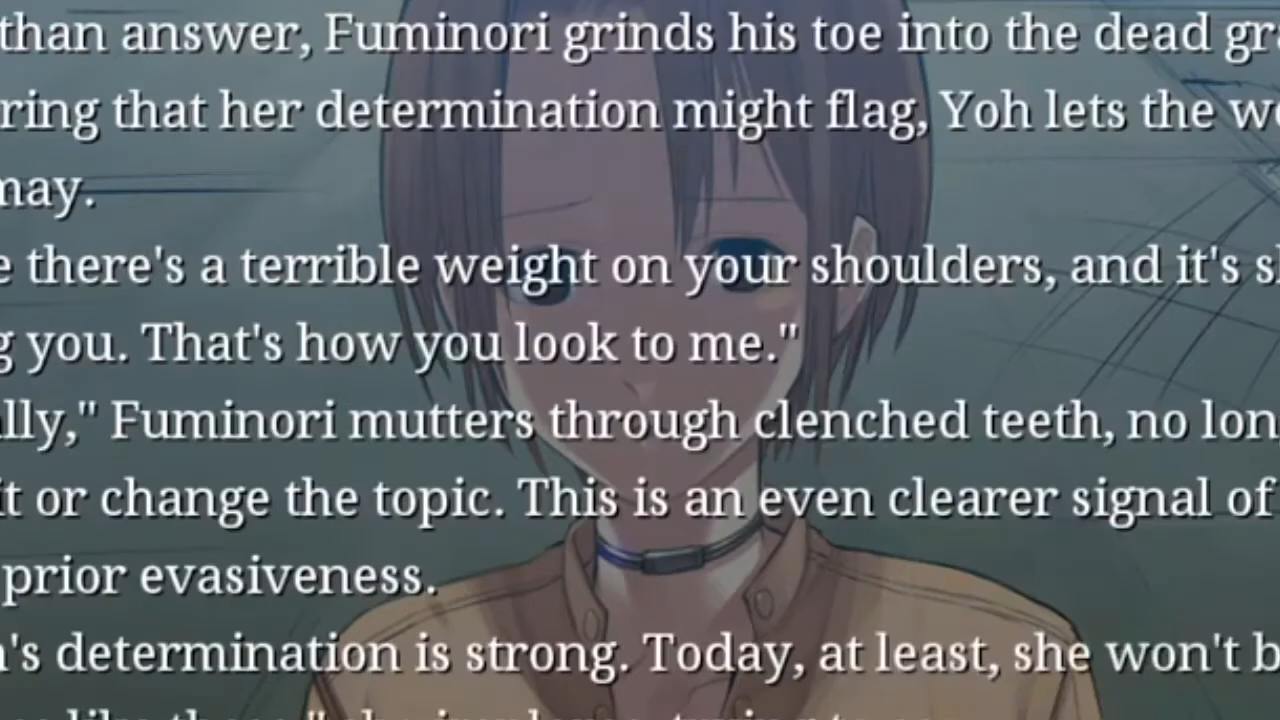 than answer, Fuminori grinds his toe into the dead gra
ring that her determination might flag, Yoh lets the w
may.
e there's a terrible weight on your shoulders, and it's s
g you. That's how you look to me."
ally," Fuminori mutters through clenched teeth, no lon
it or change the topic. This is an even clearer signal of
prior evasiveness.
n's determination is strong. Today, at least, she won't b